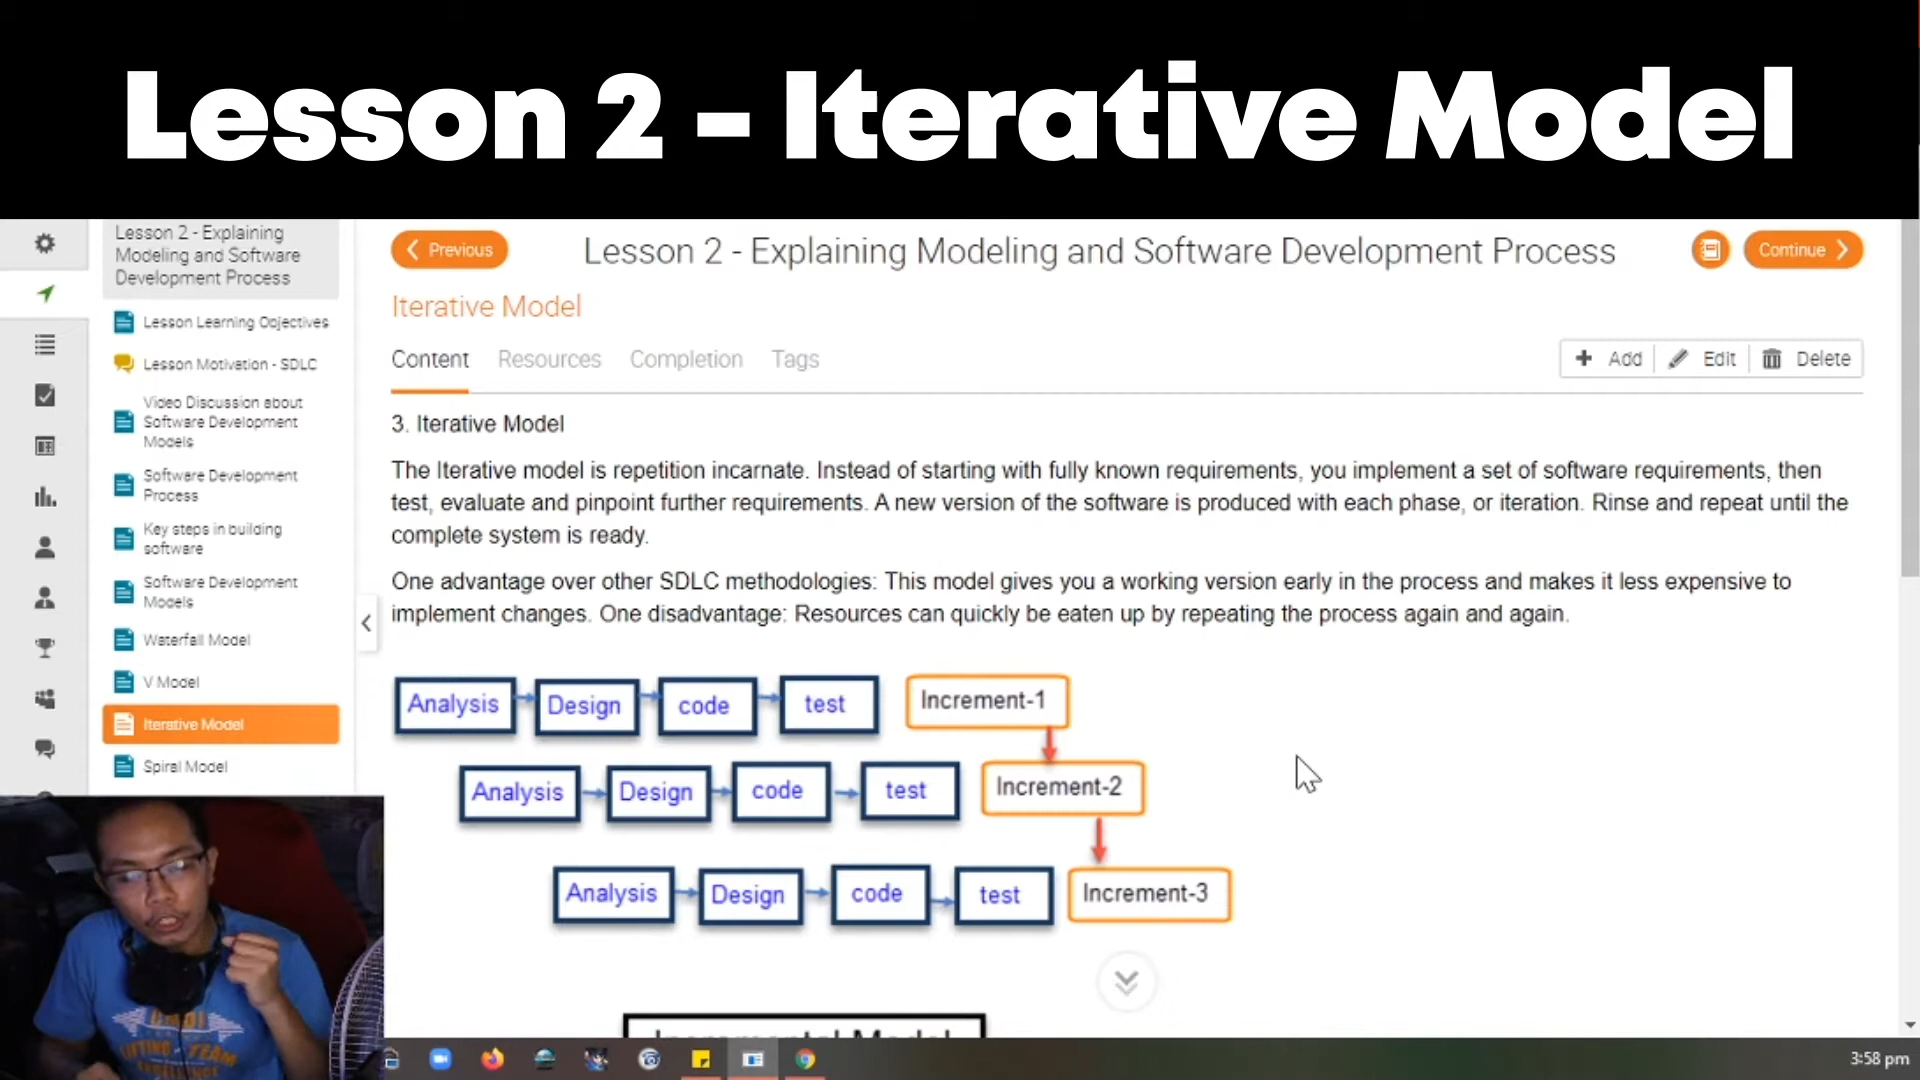 Lesson 2 - Iterative Model
Lesson 2 - Explaining
Modeling and Software
Development Process
Lesson Learning Objectives
Lesson Motivation - SDLC
Video Discussion about
Software Development
Models
Software Development
Process
Key steps in building
software
Software Development
Models
Waterfall Model
V Model
Iterative Model
Spiral Model
Previous
Lesson 2 - Explaining Modeling and Software Development Process
Continue
Iterative Model
Content Resources Completion Tags
Add Edit Delete
3. Iterative Model
The Iterative model is repetition incarnate. Instead of starting with fully known requirements, you implement a set of software requirements, then
test, evaluate and pinpoint further requirements. A new version of the software is produced with each phase, or iteration. Rinse and repeat until the
complete system is ready.
One advantage over other SDLC methodologies: This model gives you a working version early in the process and makes it less expensive to
implement changes. One disadvantage: Resources can quickly be eaten up by repeating the process again and again.
Analysis Design code test Increment-1
Analysis Design code test Increment-2
Analysis Design code test Increment-3
LIFTING TEAM
3:58 pm